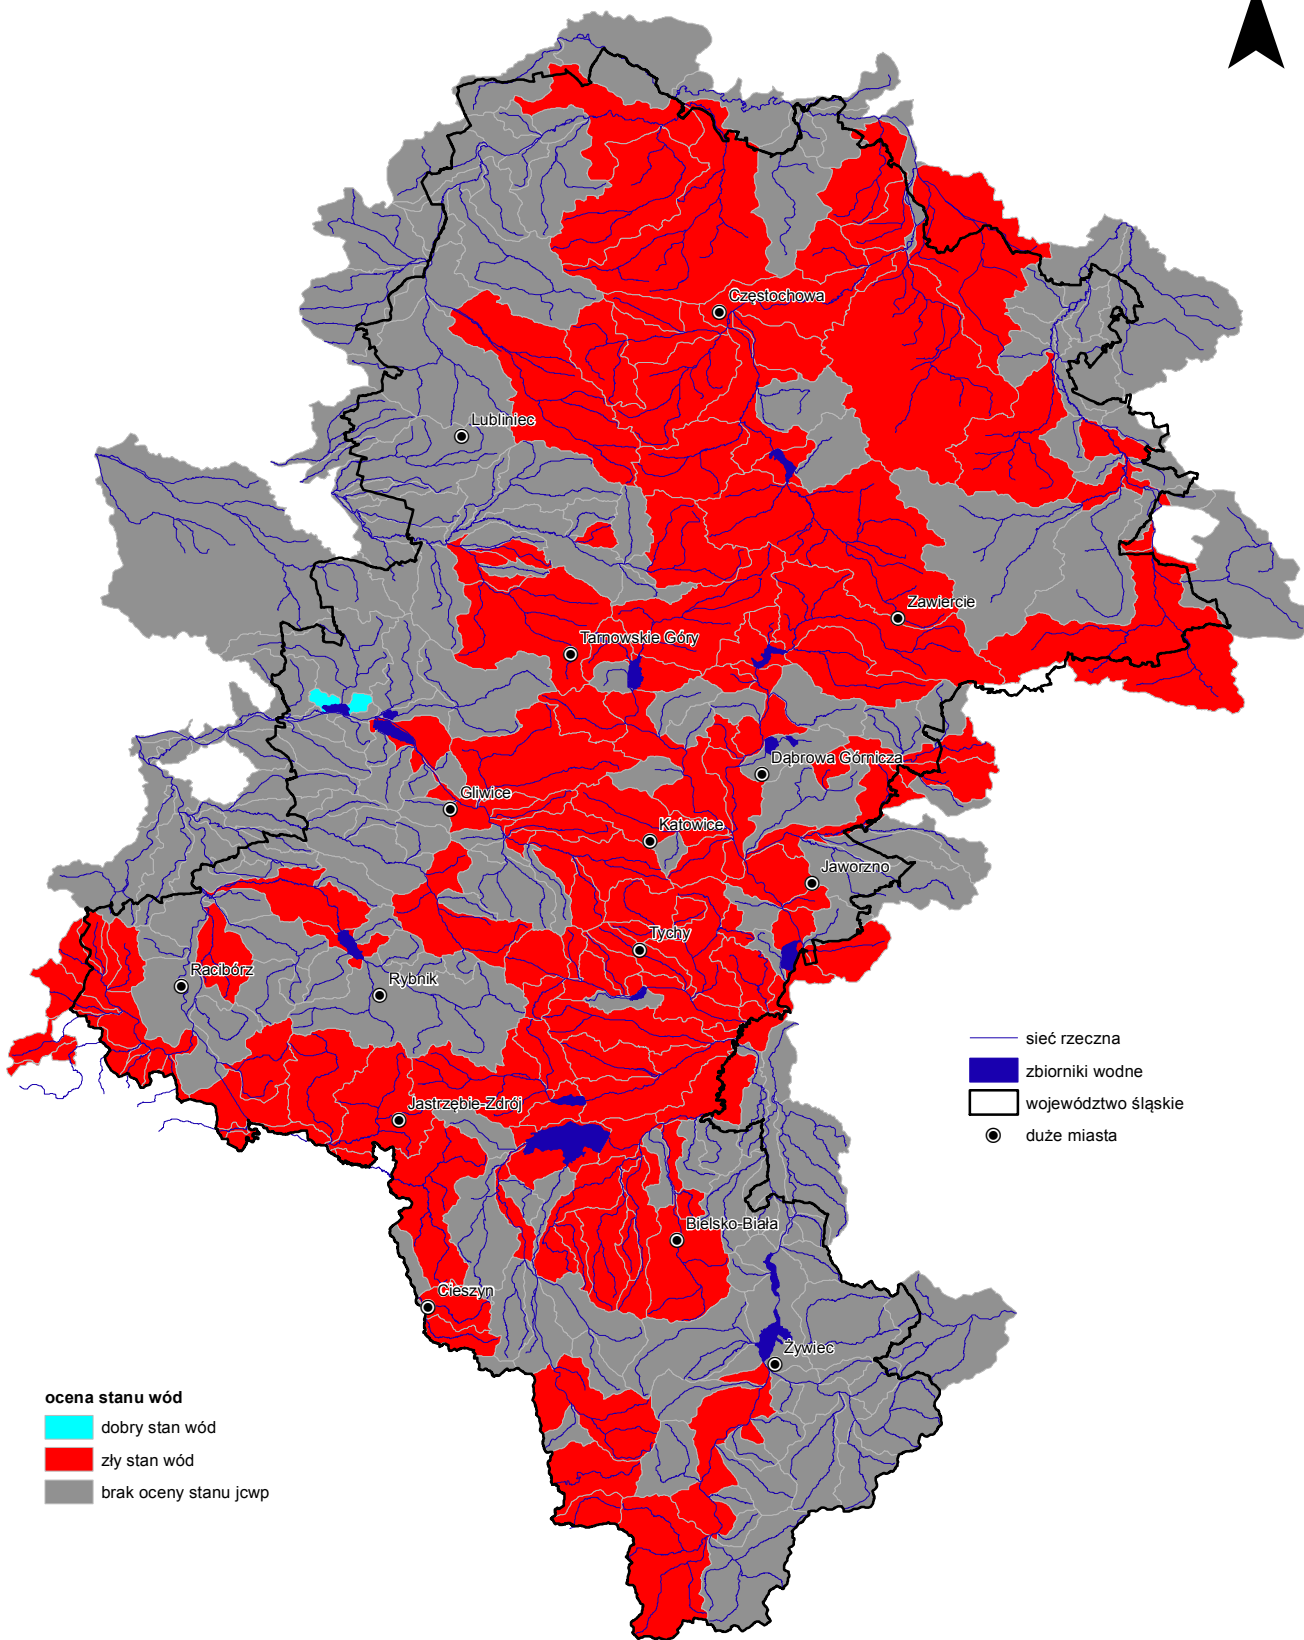 Częstochowa
Lubliniec
Zawiercie
Tarnowskie Góry
Dąbrowa Górnicza
Gliwice
Katowice
Jaworzno
Tychy
Racibórz
Rybnik
sieć rzeczna
zbiorniki wodne
województwo śląskie
duże miasta
Jastrzębie-Zdrój
Bielsko-Biała
Cieszyn
Żywiec
ocena stanu wód
dobry stan wód
zły stan wód
brak oceny stanu jcwp